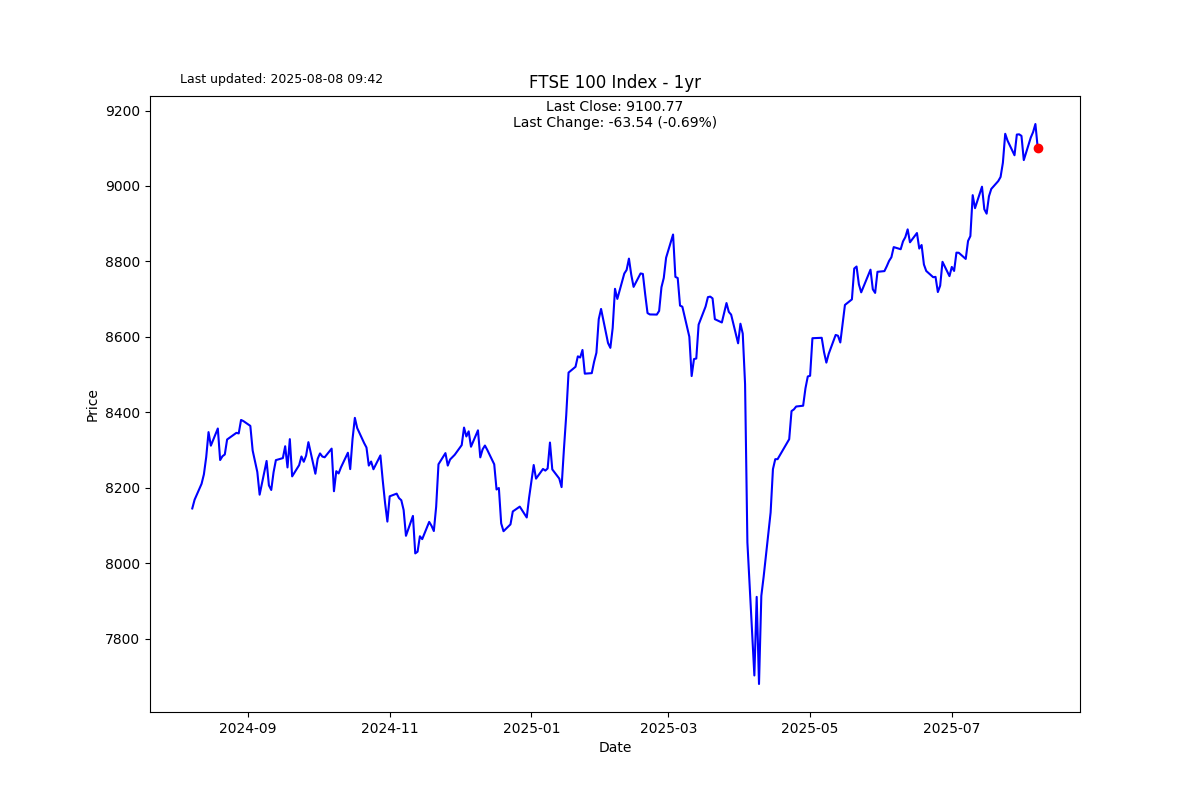 Last updated: 2025-08-08 09:42
FTSE 100 Index - 1yr
Last Close: 9100.77
Last Change: -63.54 (-0.69%)
9200
9000
8800
8600
8400
8200
8000
7800
Price
2024-09
2024-11
2025-01
2025-03
2025-05
2025-07
Date